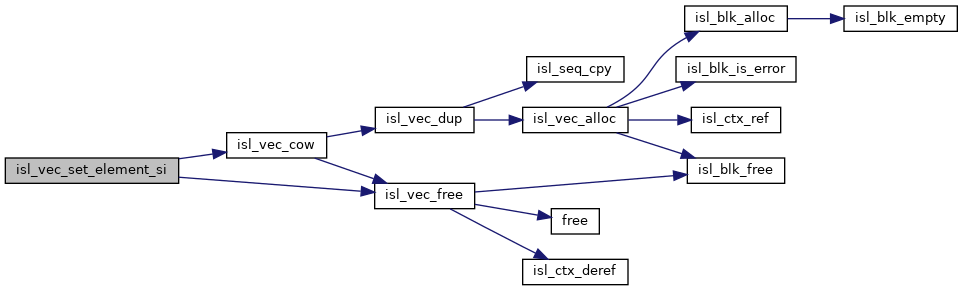 isl_blk_alloc
isl_blk_empty
isl_seq_cpy
isl_blk_is_error
isl_vec_dup
isl_vec_alloc
isl_ctx_ref
isl_vec_cow
isl_vec_set_element_si
isl_blk_free
isl_vec_free
free
isl_ctx_deref